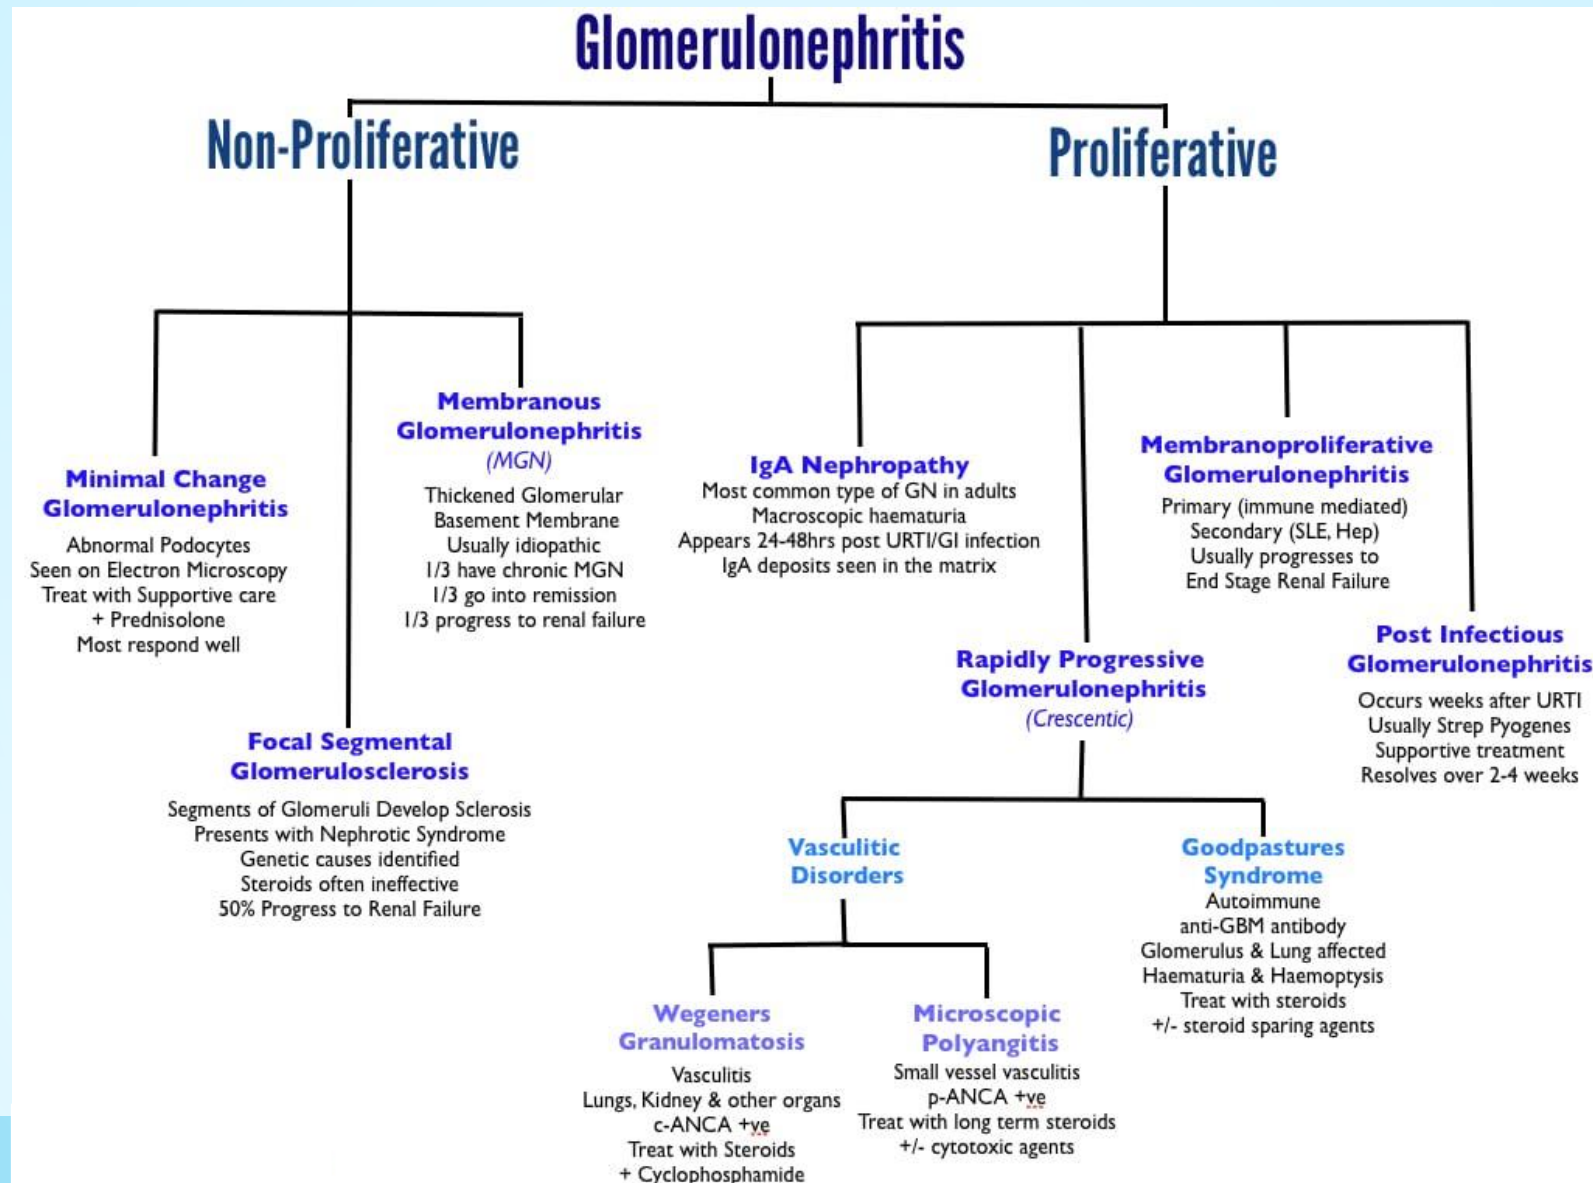 Glomerulonephritis
Non-Proliferative
Proliferative
Minimal Change
Glomerulonephritis
Abnormal Podocytes
Seen on Electron Microscopy
Treat with Supportive care
+ Prednisolone
Most respond well
Focal Segmental
Glomerulosclerosis
Segments of Glomeruli Develop Sclerosis
Presents with Nephrotic Syndrome
Genetic causes identified
Steroids often ineffective
50% Progress to Renal Failure
Membranous
Glomerulonephritis
(MGN)
Thickened Glomerular
Basement Membrane
Usually idiopathic
1/3 have chronic MGN
1/3 go into remission
1/3 progress to renal failure
IgA Nephropathy
Most common type of GN in adults
Macroscopic haematuria
Appears 24-48hrs post URTI/GI infection
IgA deposits seen in the matrix
Rapidly Progressive
Glomerulonephritis
(Crescentic)
Vasculitic
Disorders
Wegeners
Granulomatosis
Vasculitis
Lungs, Kidney & other organs
c-ANCA +ve
Treat with Steroids
+ Cyclophosphamide
Microscopic
Polyangitis
Small vessel vasculitis
p-ANCA +ve
Treat with long term steroids
+/- cytotoxic agents
Goodpastures
Syndrome
Autoimmune
anti-GBM antibody
Glomerulus & Lung affected
Haematuria & Haemoptysis
Treat with steroids
+/- steroid sparing agents
Membranoproliferative
Glomerulonephritis
Primary (immune mediated)
Secondary (SLE, Hep)
Usually progresses to
End Stage Renal Failure
Post Infectious
Glomerulonephritis
Occurs weeks after URTI
Usually Strep Pyogenes
Supportive treatment
Resolves over 2-4 weeks